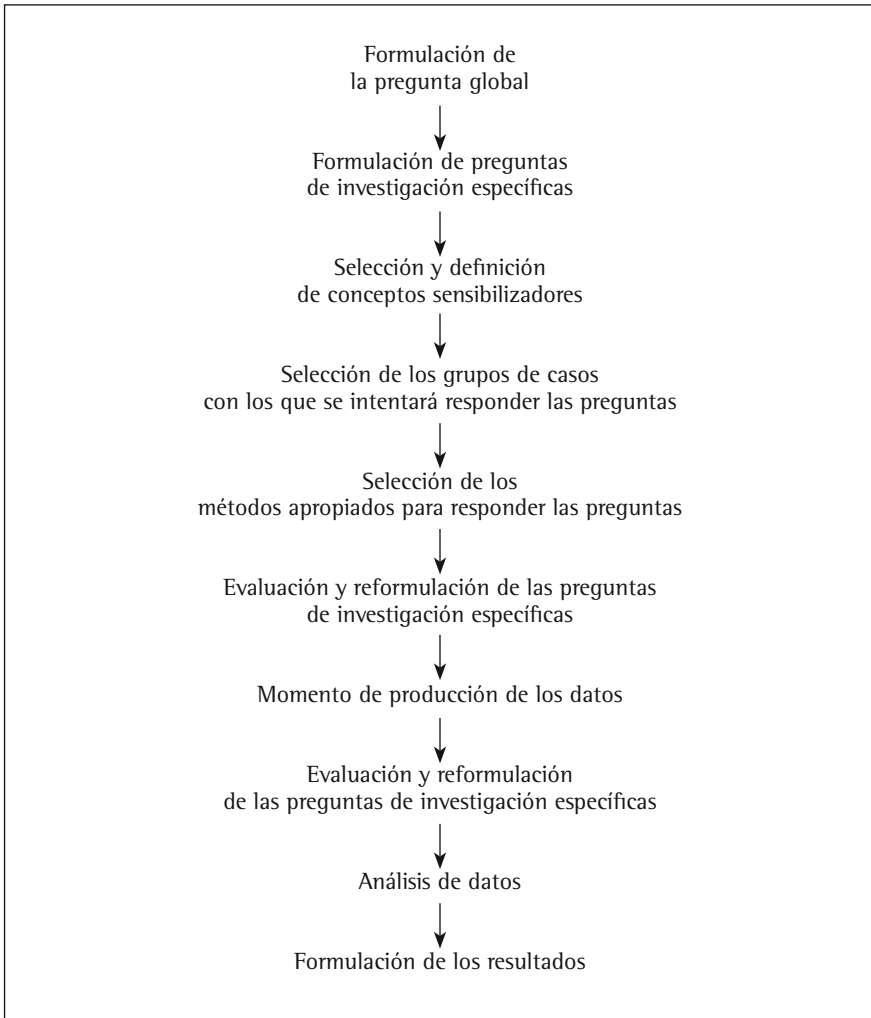 Formulación de
la pregunta global
Formulación de preguntas
de investigación específicas
Selección y definición
de conceptos sensibilizadores
Selección de los grupos de casos
con los que se intentará responder las preguntas
Selección de los
métodos apropiados para responder las preguntas
Evaluación y reformulación de las preguntas
de investigación específicas
Momento de producción de los datos
Evaluación y reformulación
de las preguntas de investigación específicas
Análisis de datos
Formulación de los resultados